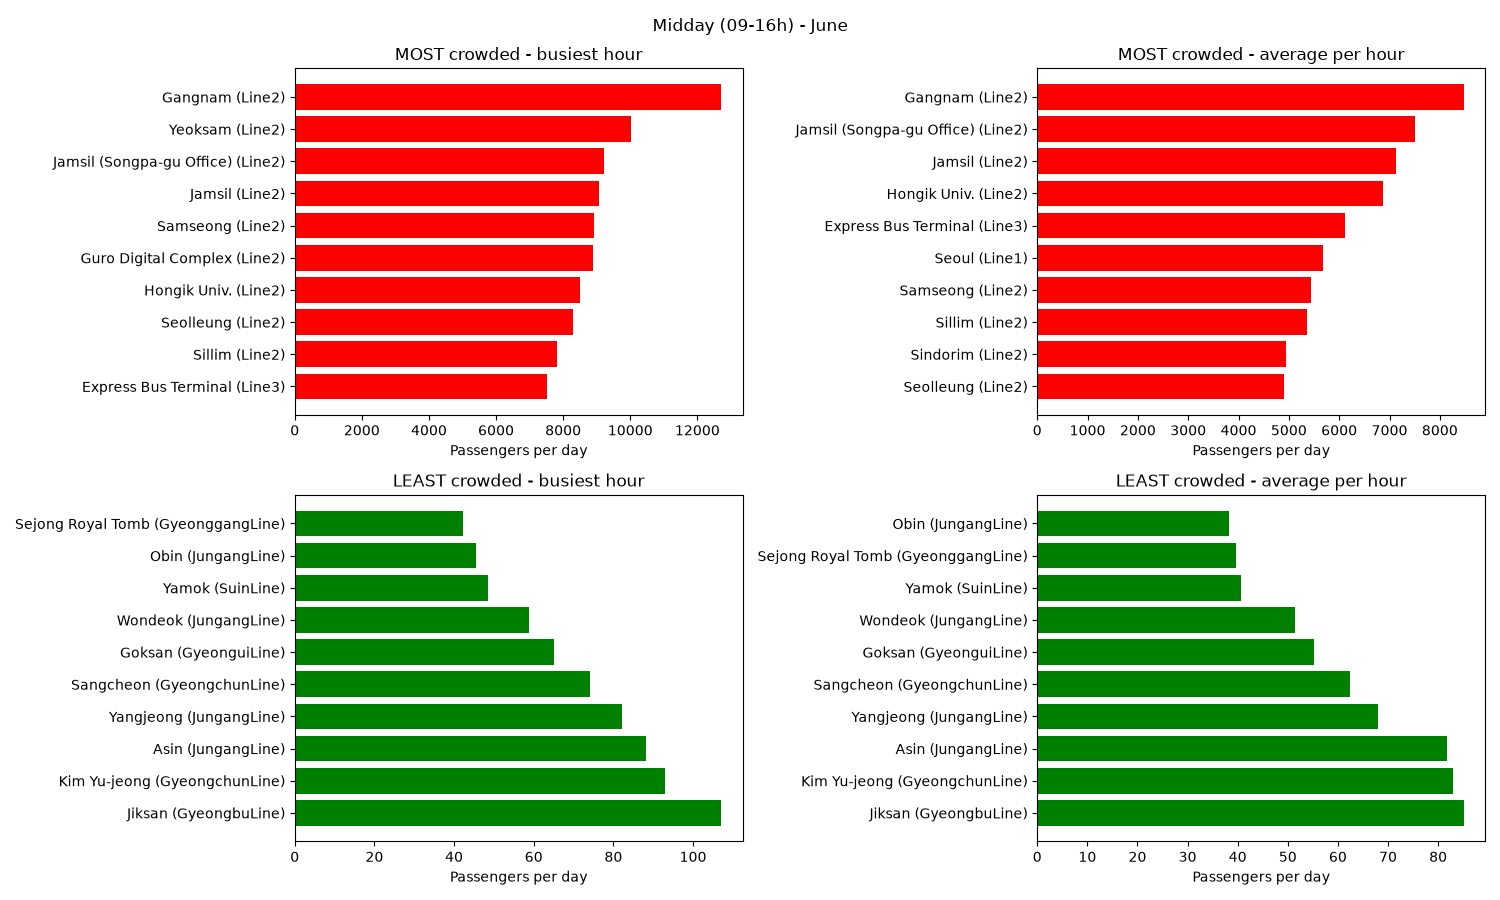 Midday (09-16h) - June
MOST crowded - busiest hour
Gangnam (Line2)
Yeoksam (Line2)
Jamsil (Songpa-gu Office) (Line2)
Jamsil (Line2)
Samseong (Line2)
Guro Digital Complex (Line2)
Hongik Univ. (Line2)
Seolleung (Line2)
Sillim (Line2)
Express Bus Terminal (Line3)
0 2000 4000 6000 8000 10000 12000
Passengers per day
MOST crowded - average per hour
Gangnam (Line2)
Jamsil (Songpa-gu Office) (Line2)
Jamsil (Line2)
Hongik Univ. (Line2)
Express Bus Terminal (Line3)
Seoul (Line1)
Samseong (Line2)
Sillim (Line2)
Sindorim (Line2)
Seolleung (Line2)
0 1000 2000 3000 4000 5000 6000 7000 8000
Passengers per day
LEAST crowded - busiest hour
Sejong Royal Tomb (GyeonggangLine)
Obin (JungangLine)
Yamok (SuinLine)
Wondeok (JungangLine)
Goksan (GyeonguiLine)
Sangcheon (GyeongchunLine)
Yangjeong (JungangLine)
Asin (JungangLine)
Kim Yu-jeong (GyeongchunLine)
Jiksan (GyeongbuLine)
0 20 40 60 80 100
Passengers per day
LEAST crowded - average per hour
Obin (JungangLine)
Sejong Royal Tomb (GyeonggangLine)
Yamok (SuinLine)
Wondeok (JungangLine)
Goksan (GyeonguiLine)
Sangcheon (GyeongchunLine)
Yangjeong (JungangLine)
Asin (JungangLine)
Kim Yu-jeong (GyeongchunLine)
Jiksan (GyeongbuLine)
0 10 20 30 40 50 60 70 80
Passengers per day